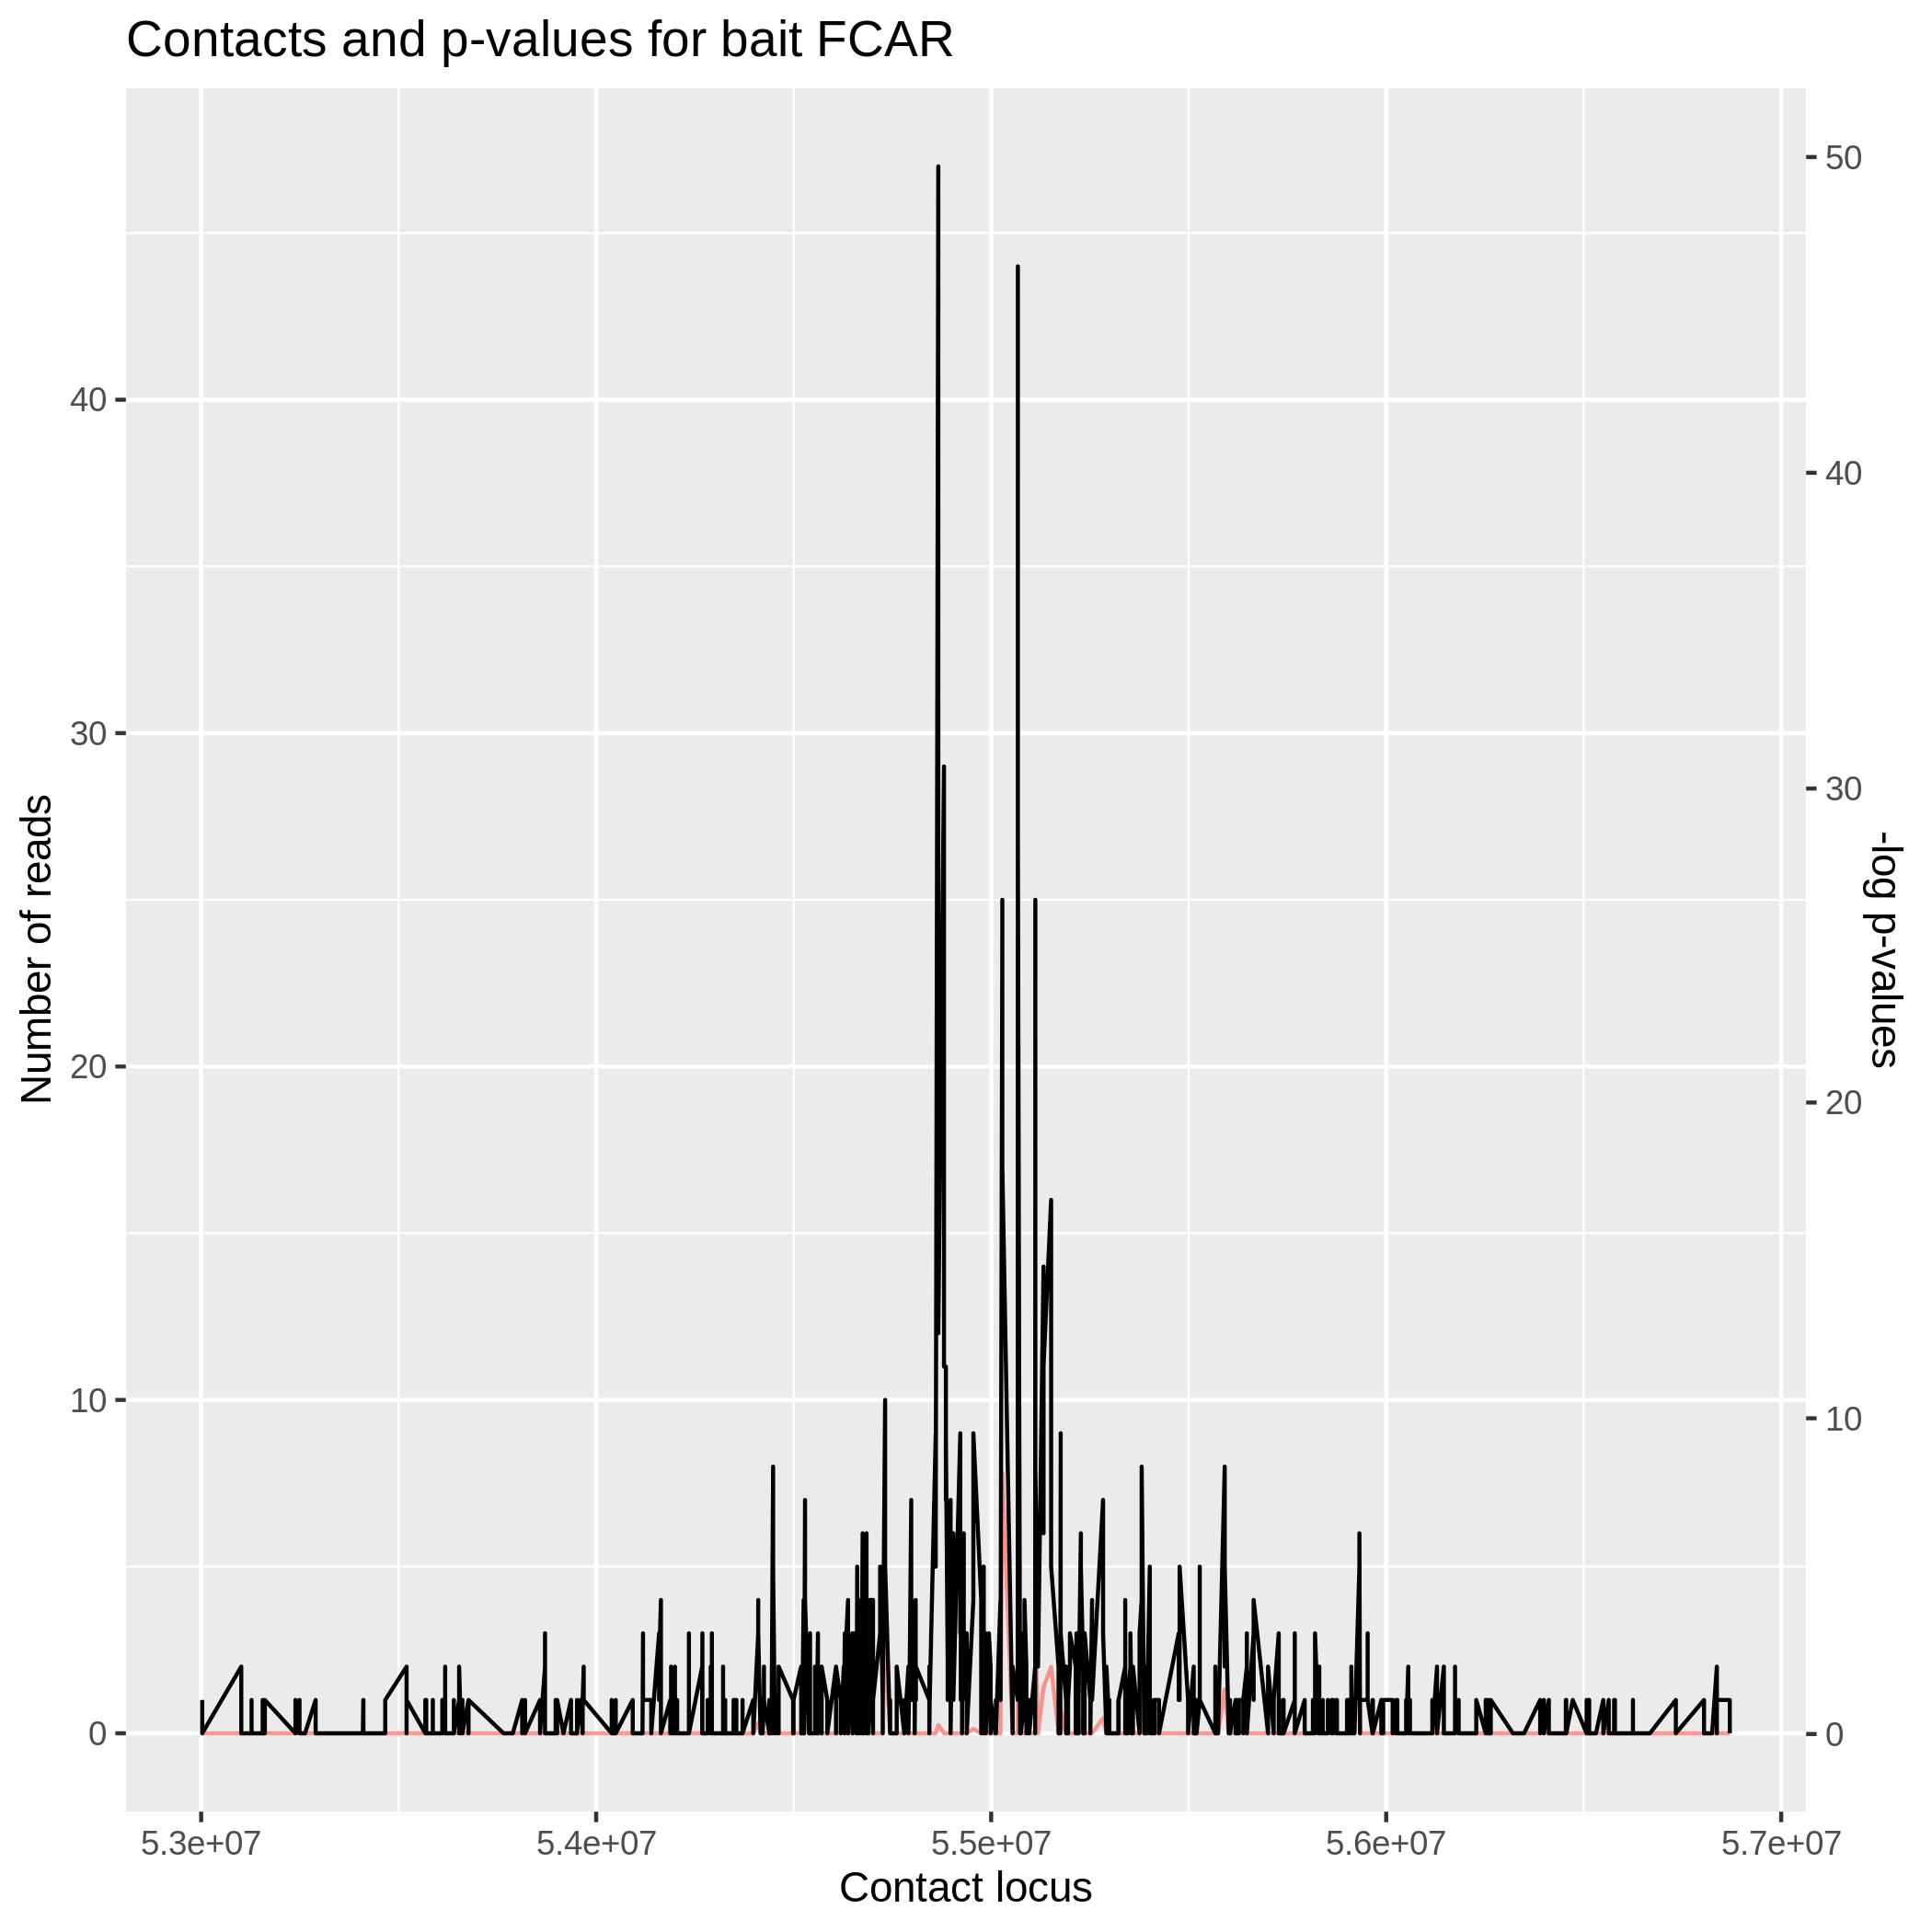 Contacts and p-values for bait FCAR
Number of reads
40
30
20
10
0
50
40
30
20
10
0
-log p-values
5.3e+07
5.4e+07
5.5e+07
5.6e+07
5.7e+07
Contact locus